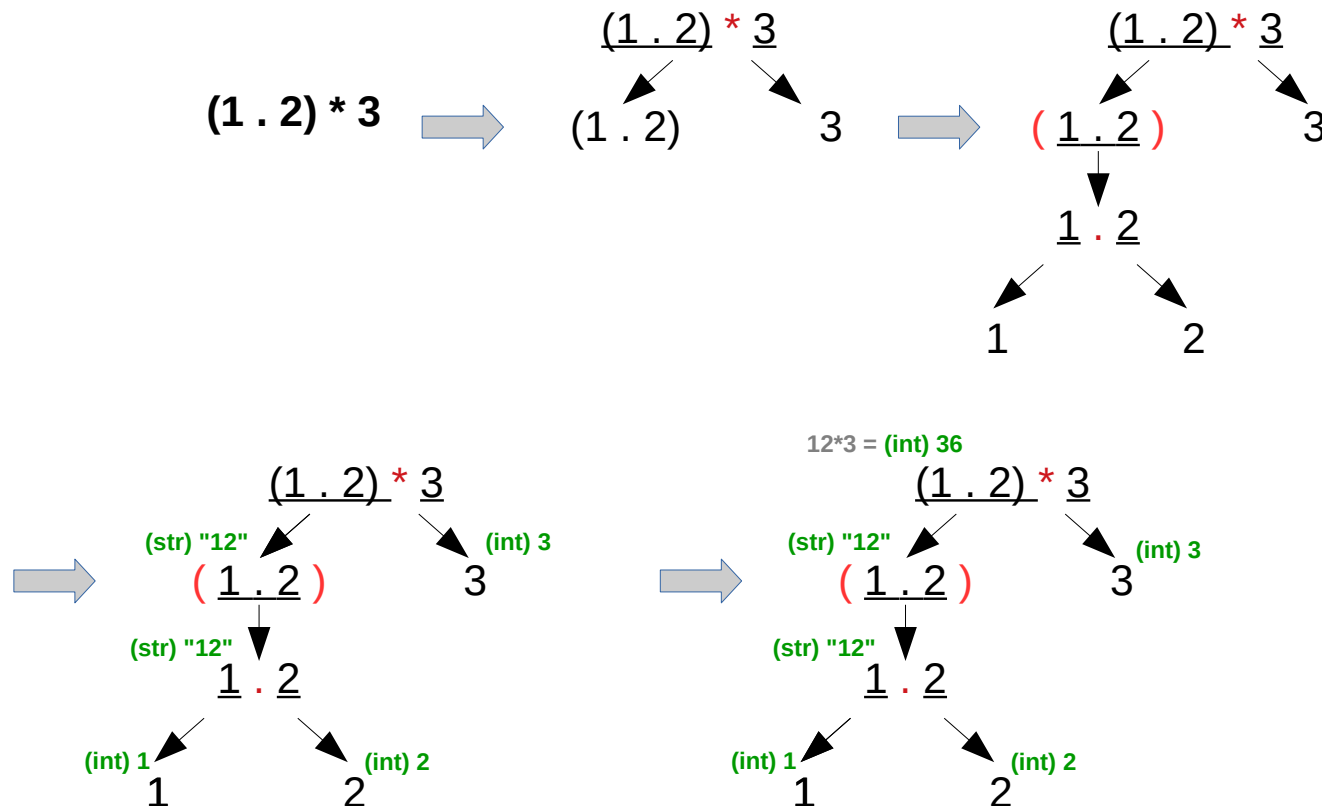 (1 . 2) * 3
(1 . 2) * 3
(1 . 2) 3
(1 . 2) * 3
( 1 . 2 ) 3
1 . 2
1 2
(1 . 2) * 3
(str) "12" (int) 3
( 1 . 2 ) 3
(str) "12"
1 . 2
(int) 1 (int) 2
1 2
12*3 = (int) 36
(1 . 2) * 3
(str) "12" (int) 3
( 1 . 2 ) 3
(str) "12"
1 . 2
(int) 1 (int) 2
1 2